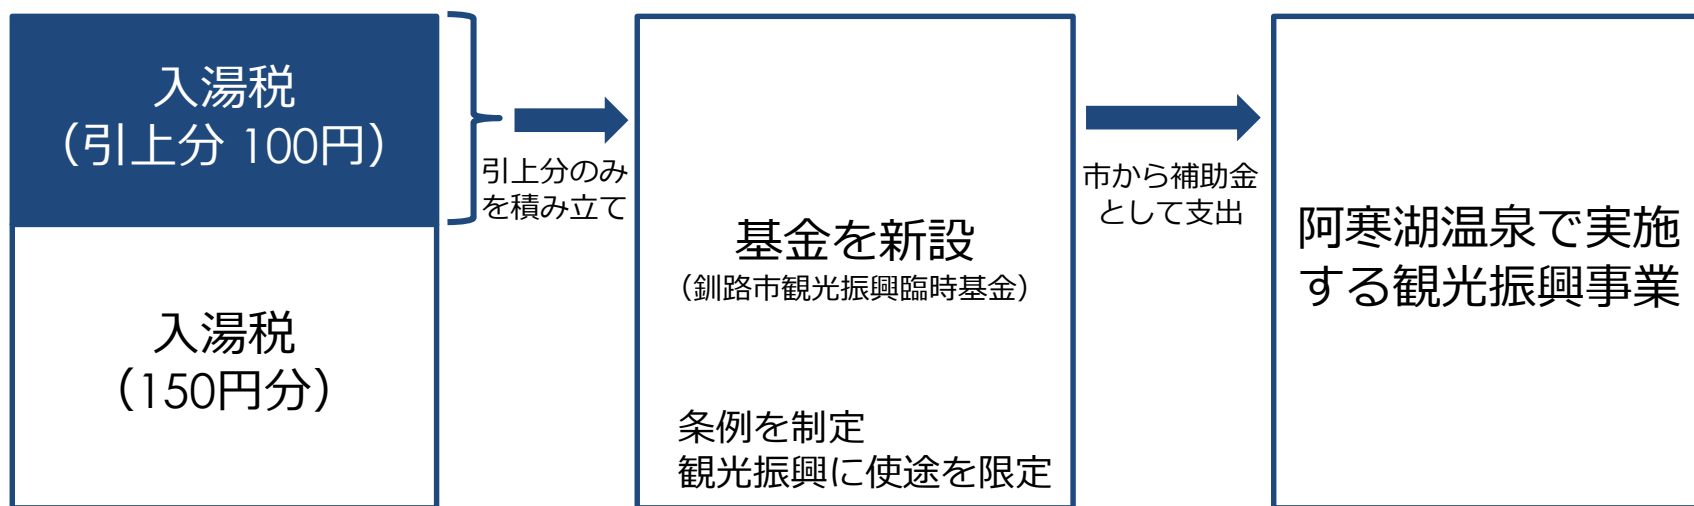 入湯税
（引上分 100円）
入湯税
（150円分）
引上分のみ
を積み立て
基金を新設
（釧路市観光振興臨時基金）
条例を制定
観光振興に使途を限定
市から補助金
として支出
阿寒湖温泉で実施
する観光振興事業